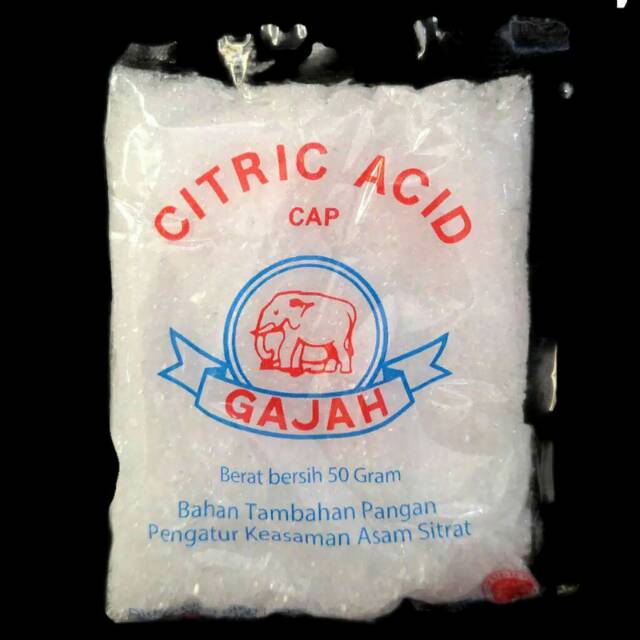 CITRIC ACID
CAP
GAJAH
Berat bersih 50 Gram
Bahan Tambahan Pangan
Pengatur Keasaman Asam Sitrat